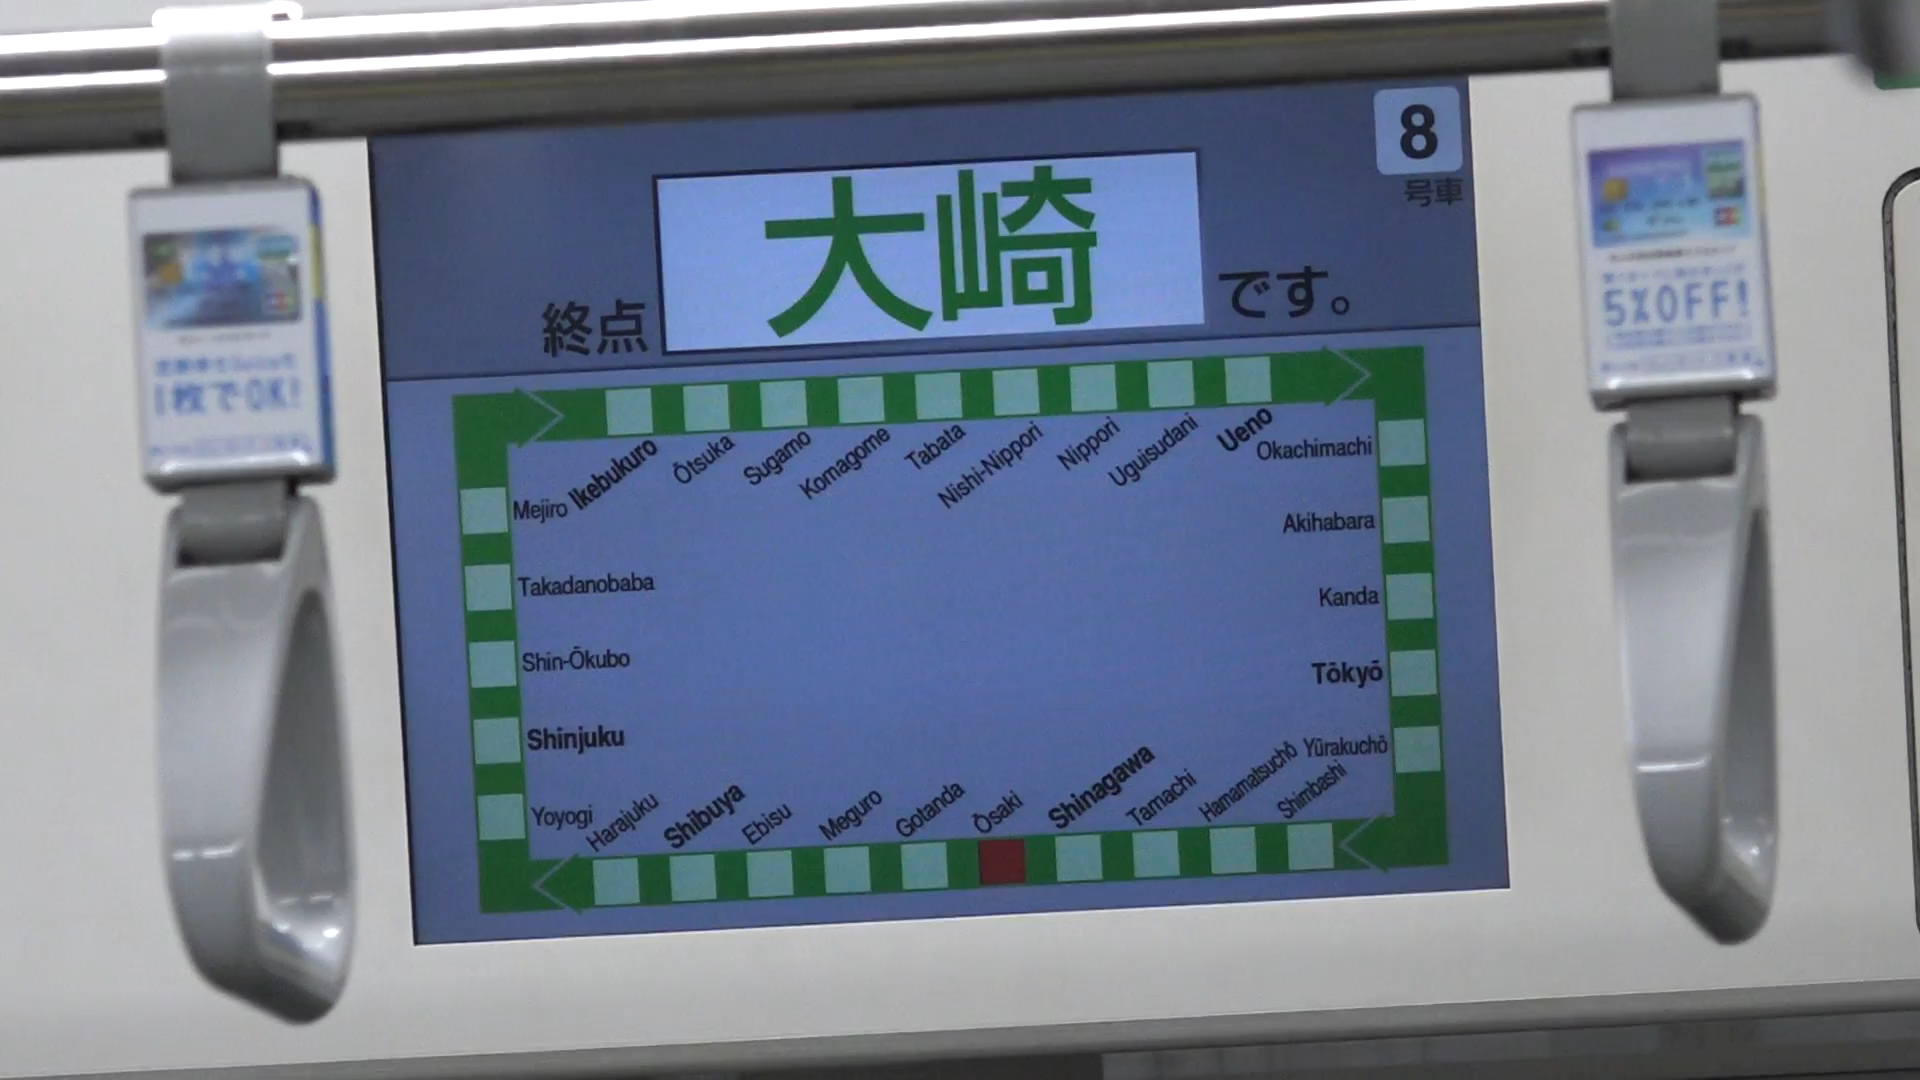 8
号車
終点 大崎 です。
Ikebukuro
Ōtsuka
Sugamo
Komagome
Tabata
Nishi-Nippori
Nippori
Uguisudani
Ueno
Okachimachi
Akihabara
Kanda
Tōkyō
Yūrakuchō
Shimbashi
Hamamatsuchō
Tamachi
Shinagawa
Ōsaki
Gotanda
Meguro
Ebisu
Shibuya
Harajuku
Yoyogi
Shinjuku
Shin-Ōkubo
Takadanobaba
Mejiro
1枚でOK!
5%OFF!